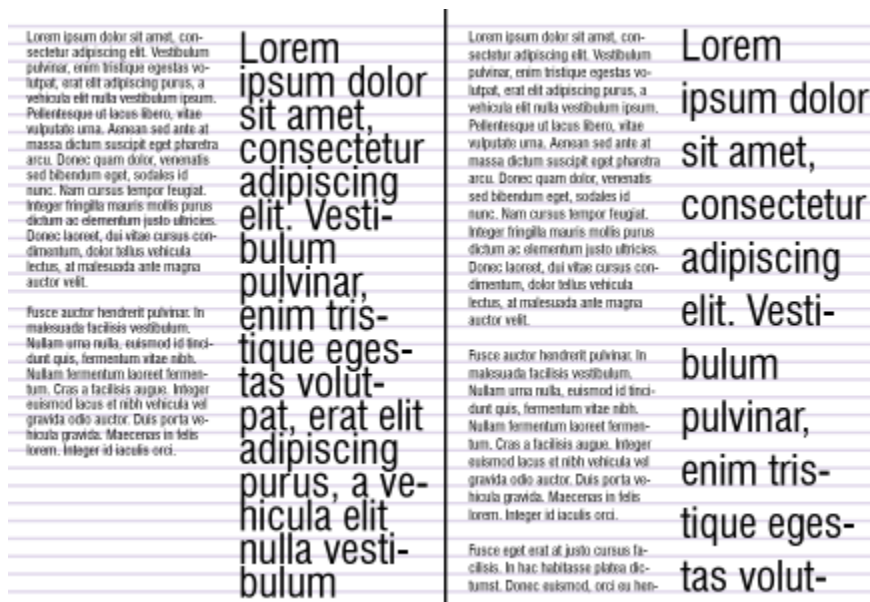 Lorem ipsum dolor sit amet, con-
sectetur adipiscing elit. Vestibulum
pulvinar, enim tristique egestas vo-
lutpat, erat elit adipiscing purus, a
vehicula elit nulla vestibulum ipsum.
Pellentesque ut lacus libero, vitae
vulputate urna. Aenean sed ante at
massa dictum suscipit eget pharetra
arcu. Donec quam dolor, venenatis
sed bibendum eget, sodales id
nunc. Nam cursus tempor feugiat.
Integer fringilla mauris mollis purus
dictum ac elementum justo ultricies.
Donec laoreet, dui vitae cursus con-
dimentum, dolor tellus vehicula
lectus, at malesuada ante magna
auctor velit.
Fusce auctor hendrerit pulvinar. In
malesuada facilisis vestibulum.
Nullam urna nulla, euismod id tinci-
dunt quis, fermentum vitae nibh.
Nullam fermentum laoreet fermen-
tum. Cras a facilisis augue. Integer
euismod lacus et nibh vehicula vel
gravida odio auctor. Duis porta ve-
hicula gravida. Maecenas in felis
lorem. Integer id iaculis orci.
Lorem
ipsum dolor
sit amet,
consectetur
adipiscing
elit. Vesti-
bulum
pulvinar,
enim tris-
tique eges-
tas volut-
pat, erat elit
adipiscing
purus, a ve-
hicula elit
nulla vesti-
bulum
Lorem ipsum dolor sit amet, con-
sectetur adipiscing elit. Vestibulum
pulvinar, enim tristique egestas vo-
lutpat, erat elit adipiscing purus, a
vehicula elit nulla vestibulum ipsum.
Pellentesque ut lacus libero, vitae
vulputate urna. Aenean sed ante at
massa dictum suscipit eget pharetra
arcu. Donec quam dolor, venenatis
sed bibendum eget, sodales id
nunc. Nam cursus tempor feugiat.
Integer fringilla mauris mollis purus
dictum ac elementum justo ultricies.
Donec laoreet, dui vitae cursus con-
dimentum, dolor tellus vehicula
lectus, at malesuada ante magna
auctor velit.
Fusce auctor hendrerit pulvinar. In
malesuada facilisis vestibulum.
Nullam urna nulla, euismod id tinci-
dunt quis, fermentum vitae nibh.
Nullam fermentum laoreet fermen-
tum. Cras a facilisis augue. Integer
euismod lacus et nibh vehicula vel
gravida odio auctor. Duis porta ve-
hicula gravida. Maecenas in felis
lorem. Integer id iaculis orci.
Fusce eget erat at justo cursus fa-
cilisis. In hac habitasse platea dic-
tumst. Donec euismod, orci eu hen-
Lorem
ipsum dolor
sit amet,
consectetur
adipiscing
elit. Vesti-
bulum
pulvinar,
enim tris-
tique eges-
tas volut-